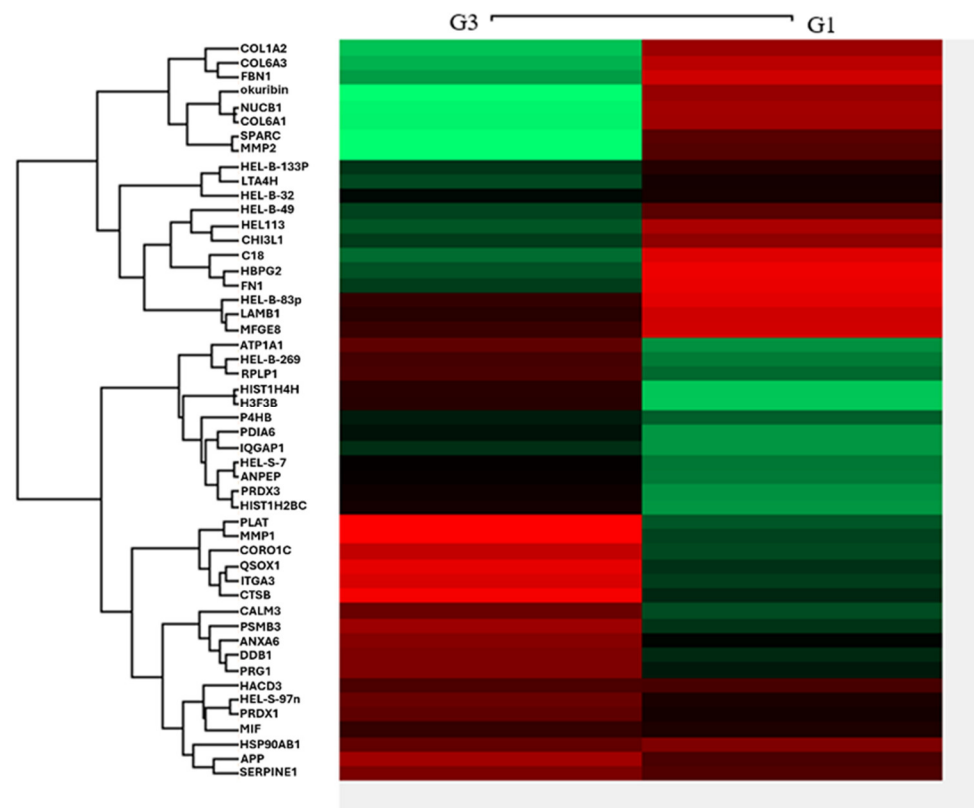 G3 G1
COL1A2
COL6A3
FBN1
okuribin
NUCB1
COL6A1
SPARC
MMP2
HEL-B-133P
LTA4H
HEL-B-32
HEL-B-49
HEL113
CHI3L1
C18
HBPG2
FN1
HEL-B-83p
LAMB1
MFGE8
ATP1A1
HEL-B-269
RPLP1
HIST1H4H
H3F3B
P4HB
PDIA6
IQGAP1
HEL-S-7
ANPEP
PRDX3
HIST1H2BC
PLAT
MMP1
CORO1C
QSOX1
ITGA3
CTSB
CALM3
PSMB3
ANXA6
DDB1
PRG1
HACD3
HEL-S-97n
PRDX1
MIF
HSP90AB1
APP
SERPINE1